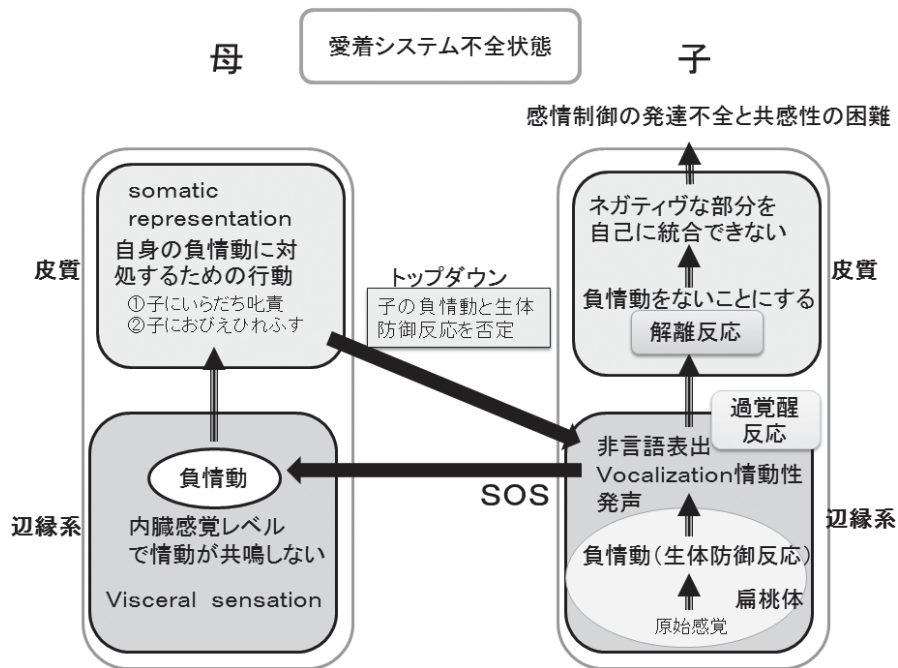 愛着システム不全状態
母
子
感情制御の発達不全と共感性の困難
somatic
representation
自身の負情動に対
処するための行動
①子にいらだち叱責
②子におびえひれふす
皮質
トップダウン
子の負情動と生体
防御反応を否定
ネガティヴな部分を
自己に統合できない
負情動をないことにする
解離反応
皮質
過覚醒
反応
負情動
内臓感覚レベル
で情動が共鳴しない
Visceral sensation
辺縁系
SOS
非言語表出
Vocalization情動性
発声
負情動(生体防御反応)
扁桃体
原始感覚
辺縁系